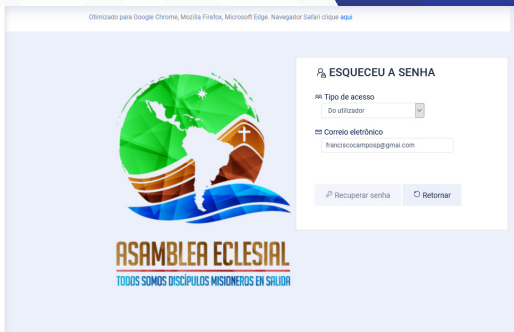 Otimizado para Google Chrome, Mozilla Firefox, Microsoft Edge. Navegador Safari clique aqui
ESQUECEU A SENHA
Tipo de acesso
Do utilizador
Correio eletrônico
franciscocamposp@gmai.com
Recuperar senha
Retornar
ASAMBLEA ECLESIAL
TODOS SOMOS DISCÍPULOS MISIONEROS EN SALIDA